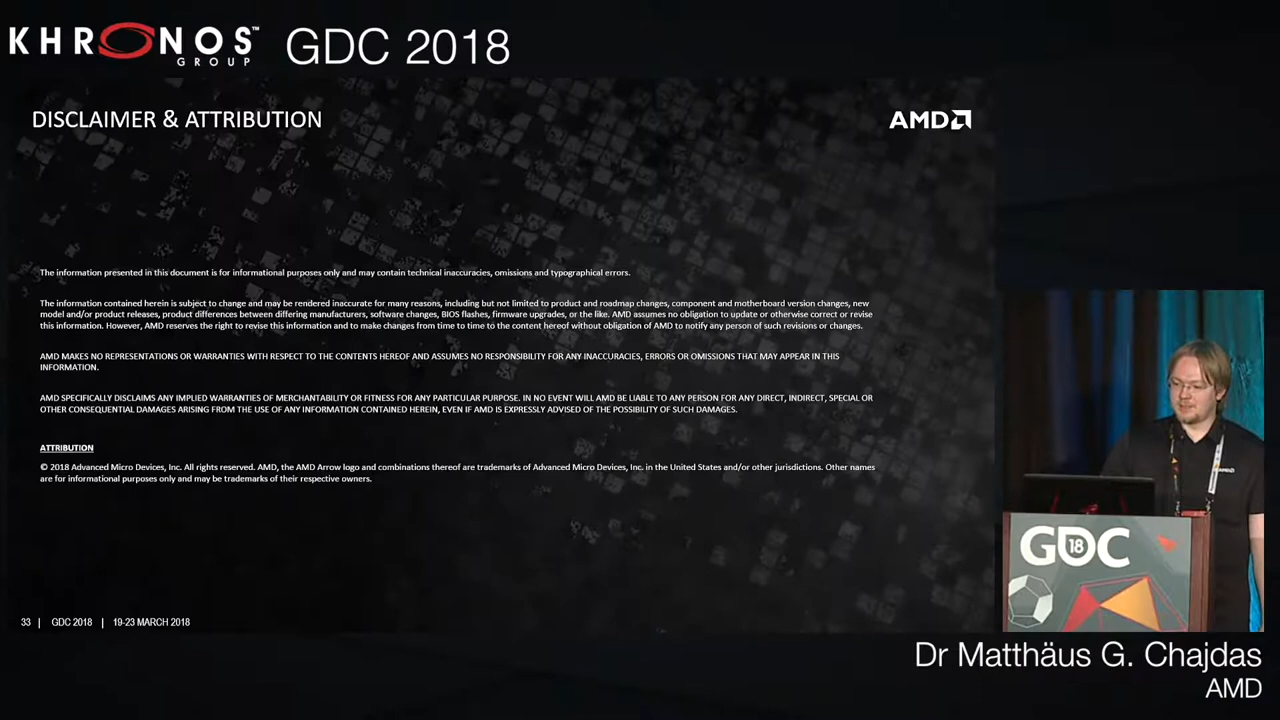 KHRONOS™
GROUP
GDC 2018
DISCLAIMER & ATTRIBUTION
AMD
The information presented in this document is for informational purposes only and may contain technical inaccuracies, omissions and typographical errors.
The information contained herein is subject to change and may be rendered inaccurate for many reasons, including but not limited to product and roadmap changes, component and motherboard version changes, new
model and/or product releases, product differences between differing manufacturers, software changes, BIOS flashes, firmware upgrades, or the like. AMD assumes no obligation to update or otherwise correct or revise
this information. However, AMD reserves the right to revise this information and to make changes from time to time to the content hereof without obligation of AMD to notify any person of such revisions or changes.
AMD MAKES NO REPRESENTATIONS OR WARRANTIES WITH RESPECT TO THE CONTENTS HEREOF AND ASSUMES NO RESPONSIBILITY FOR ANY INACCURACIES, ERRORS OR OMISSIONS THAT MAY APPEAR IN THIS
INFORMATION.
AMD SPECIFICALLY DISCLAIMS ANY IMPLIED WARRANTIES OF MERCHANTABILITY OR FITNESS FOR ANY PARTICULAR PURPOSE. IN NO EVENT WILL AMD BE LIABLE TO ANY PERSON FOR ANY DIRECT, INDIRECT, SPECIAL OR
OTHER CONSEQUENTIAL DAMAGES ARISING FROM THE USE OF ANY INFORMATION CONTAINED HEREIN, EVEN IF AMD IS EXPRESSLY ADVISED OF THE POSSIBILITY OF SUCH DAMAGES.
ATTRIBUTION
© 2018 Advanced Micro Devices, Inc. All rights reserved. AMD, the AMD Arrow logo and combinations thereof are trademarks of Advanced Micro Devices, Inc. in the United States and/or other jurisdictions. Other names
are for informational purposes only and may be trademarks of their respective owners.
AMD
GDC
18
33 | GDC 2018 | 19-23 MARCH 2018
Dr Matthäus G. Chajdas
AMD